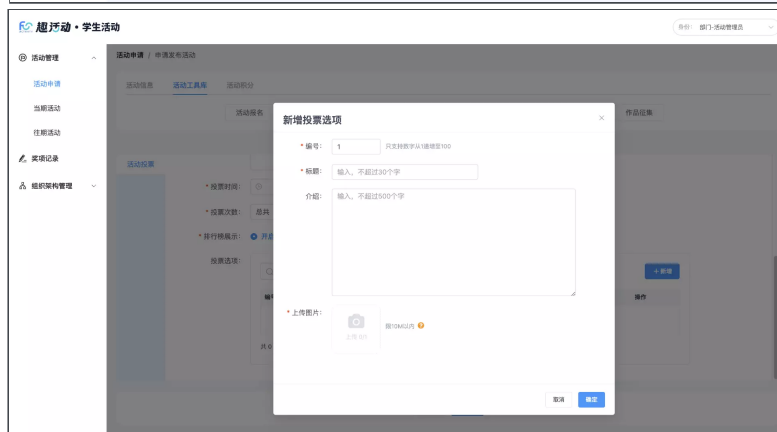 趣活动·学生活动
身份: 部门-活动管理员
活动管理
活动申请
当期活动
往期活动
奖项记录
组织架构管理
活动申请 / 申请发布活动
活动信息 活动工具库 活动积分
活动报名 作品征集
活动投票
* 投票时间:
* 投票次数: 总共
* 排行榜展示: 开启
投票选项:
+ 新增
编号 操作
共 0
新增投票选项
* 编号: 1 只支持数字从1递增至100
* 标题: 输入，不超过30个字
介绍: 输入，不超过500个字
* 上传图片:
限10M以内
取消 确定